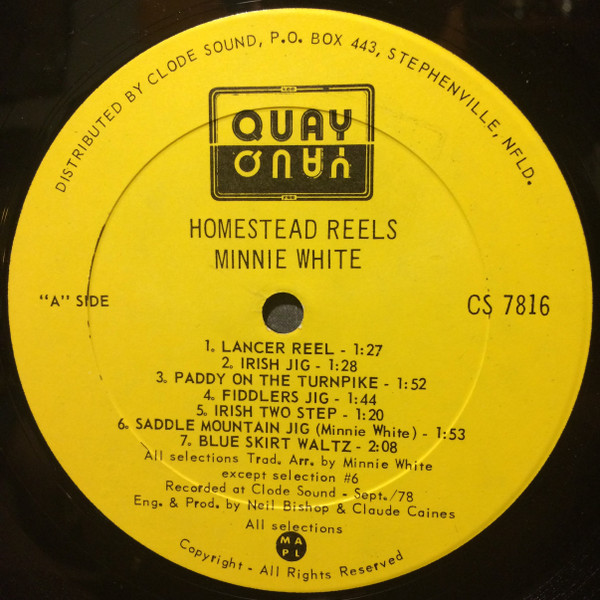 DISTRIBUTED BY CLODE SOUND, P.O. BOX 443, STEPHENVILLE, NFLD.
QUAY
QUAY
HOMESTEAD REELS
MINNIE WHITE
"A" SIDE
CS 7816
1. LANCER REEL - 1:27
2. IRISH JIG - 1:28
3. PADDY ON THE TURNPIKE - 1:52
4. FIDDLERS JIG - 1:44
5. IRISH TWO STEP - 1:20
6. SADDLE MOUNTAIN JIG (Minnie White) - 1:53
7. BLUE SKIRT WALTZ - 2:08
All selections Trad. Arr. by Minnie White
except selection #6
Recorded at Clode Sound - Sept./78
Eng. & Prod. by Neil Bishop & Claude Caines
All selections
MA
PL
Copyright - All Rights Reserved